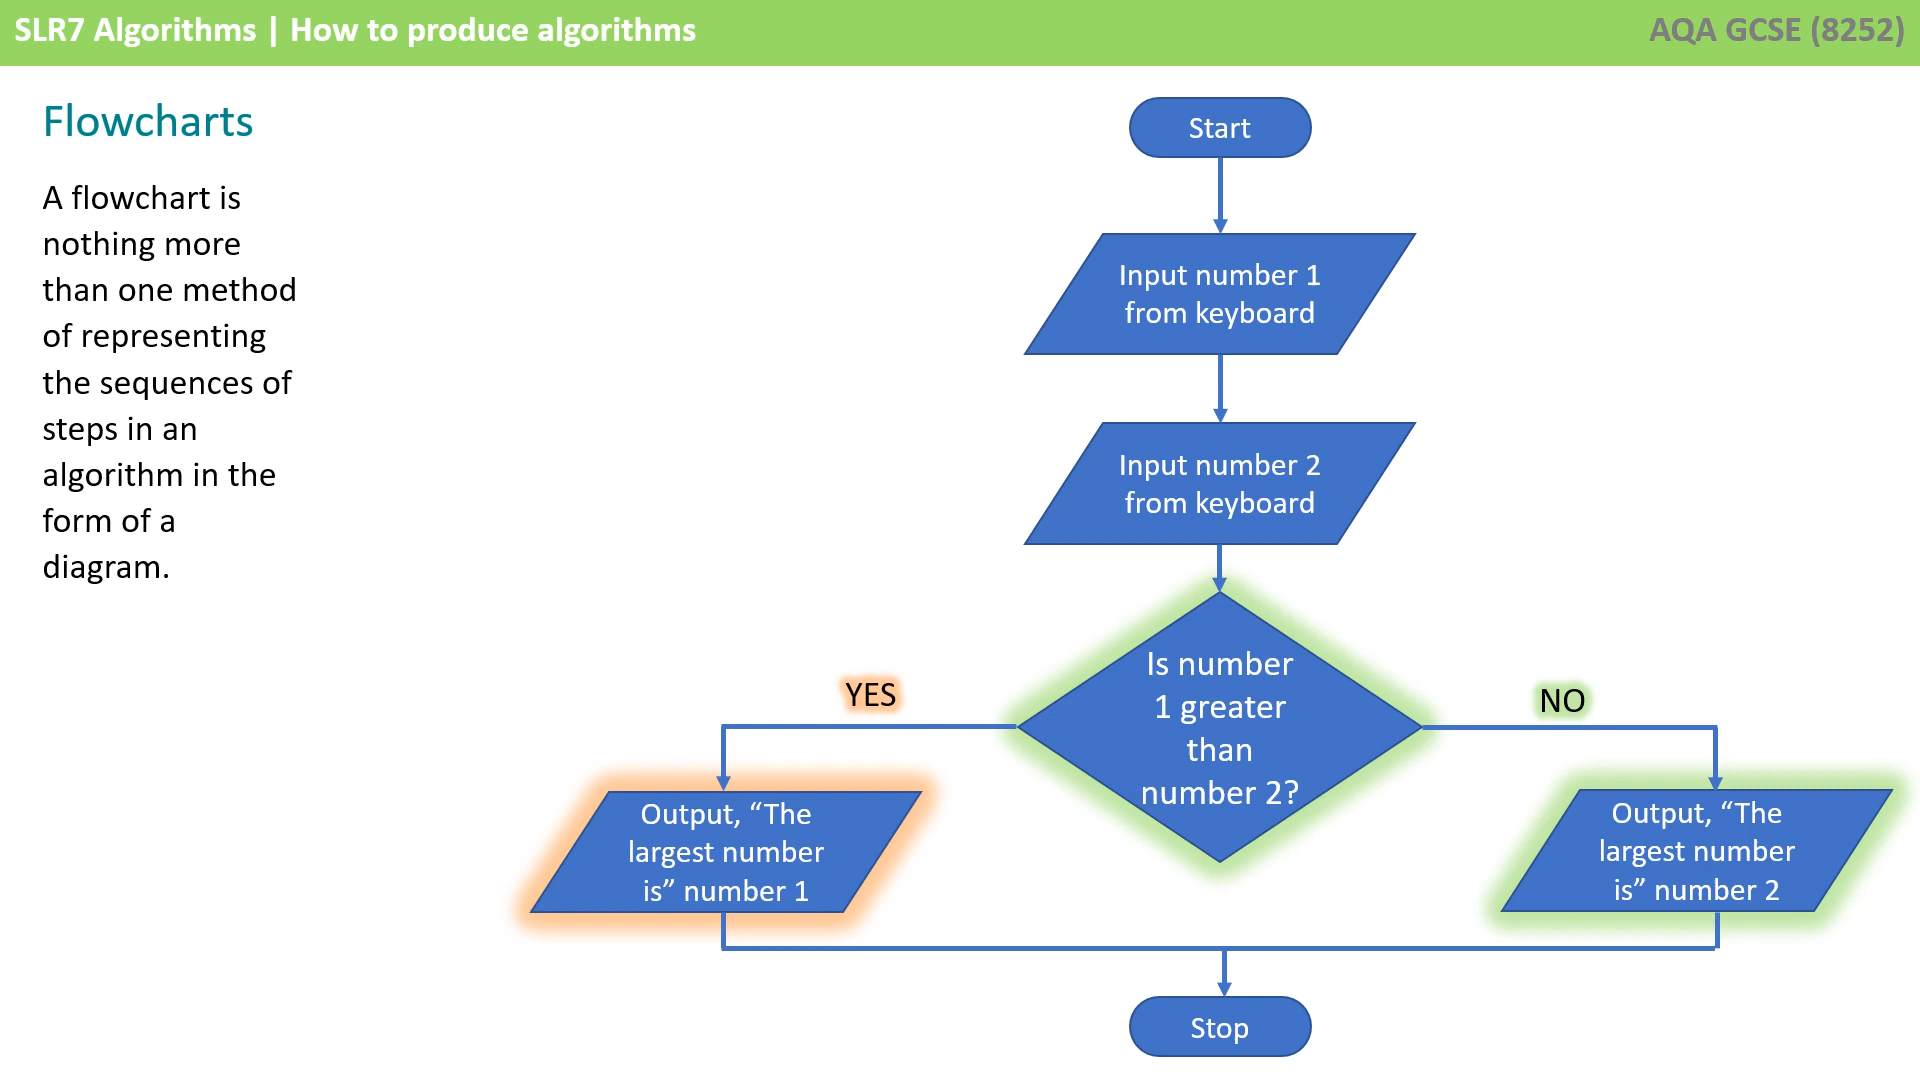 SLR7 Algorithms | How to produce algorithms
AQA GCSE (8252)
Flowcharts
A flowchart is
nothing more
than one method
of representing
the sequences of
steps in an
algorithm in the
form of a
diagram.
Start
Input number 1
from keyboard
Input number 2
from keyboard
Is number
1 greater
than
number 2?
YES
NO
Output, “The
largest number
is” number 1
Output, “The
largest number
is” number 2
Stop